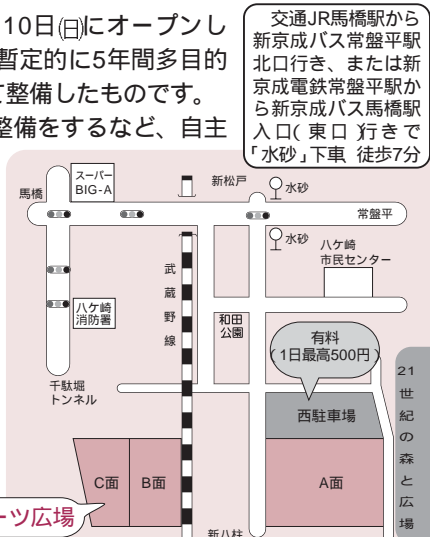 10日(日)にオープンし
暫定的に5年間多目的
て整備したものです。
整備をするなど、自主
交通JR馬橋駅から
新京成バス常盤平駅
北口行き、または新
京成電鉄常盤平駅か
ら新京成バス馬橋駅
入口(東口)行きで
「水砂」下車 徒歩7分
馬橋
スーパー
BIG-A
新松戸
水砂
常盤平
水砂
八ケ崎
市民センター
武蔵野線
八ケ崎
消防署
和田
公園
有料
(1日最高500円)
千駄堀
トンネル
西駐車場
21世紀の森と広場
C面
B面
A面
ーツ広場
新八柱